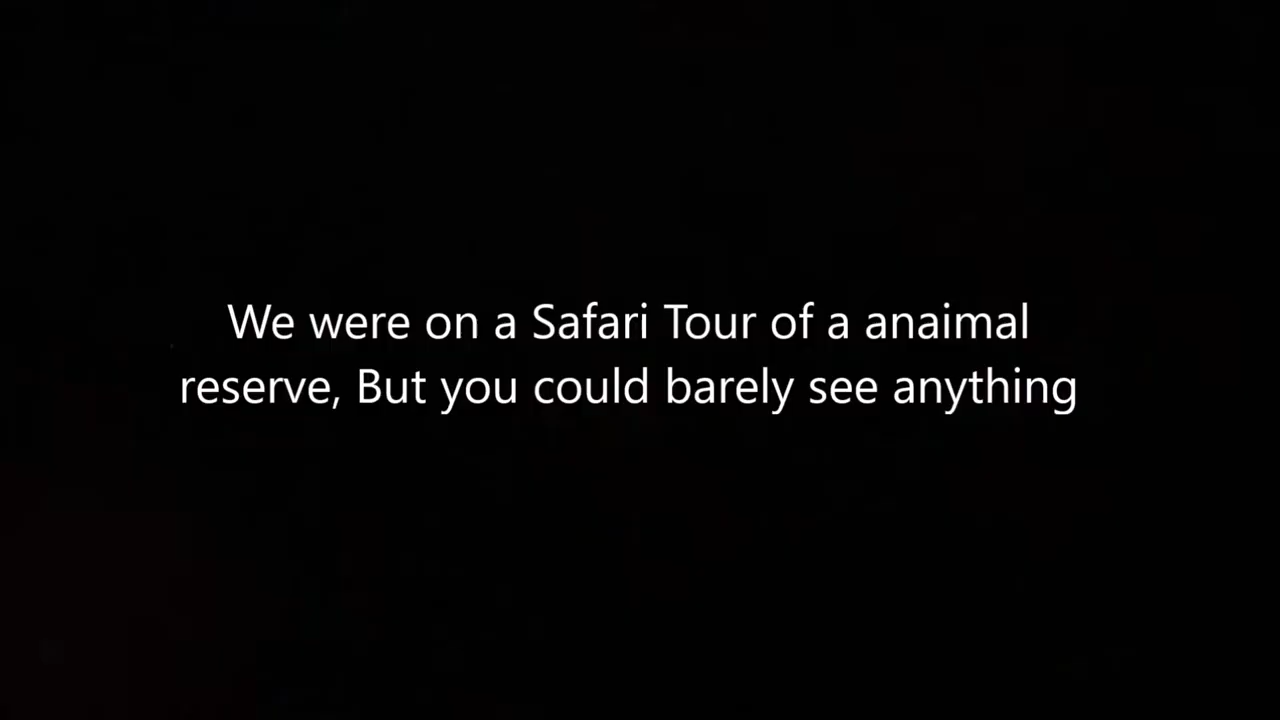 We were on a Safari Tour of a anaimal
reserve, But you could barely see anything